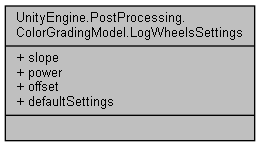 UnityEngine.PostProcessing.
ColorGradingModel.LogWheelsSettings
+ slope
+ power
+ offset
+ defaultSettings